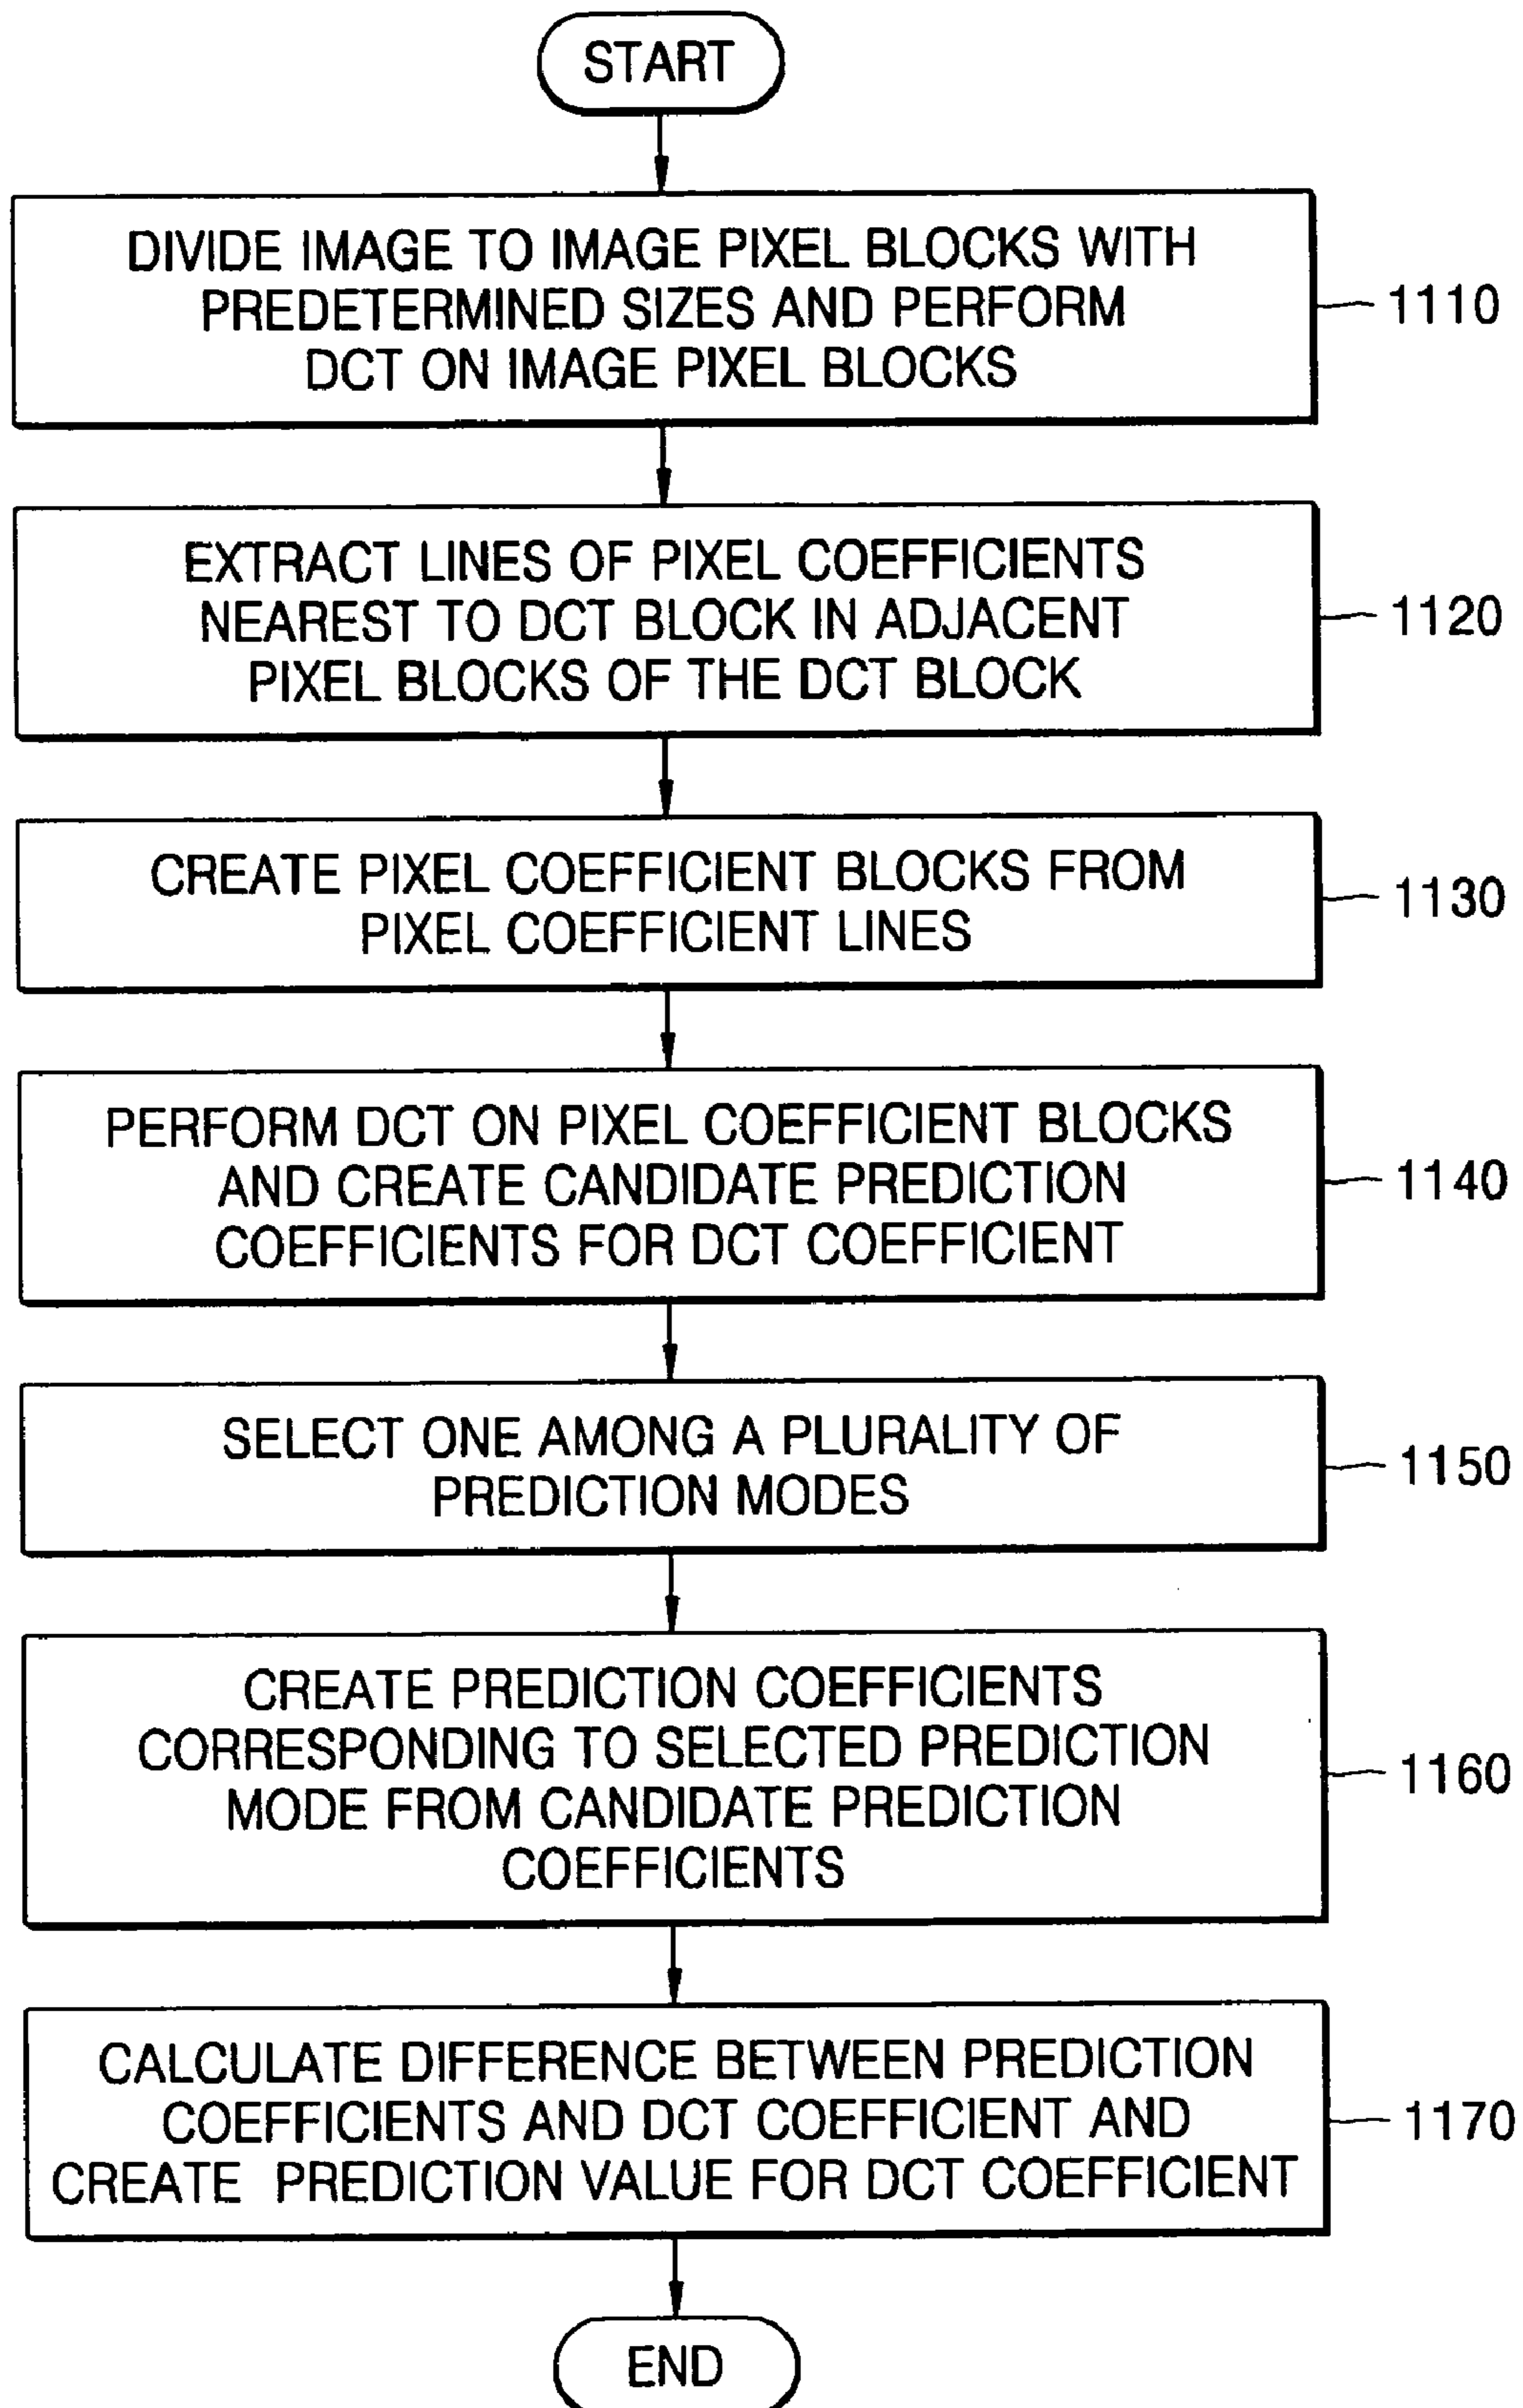 START
DIVIDE IMAGE TO IMAGE PIXEL BLOCKS WITH
PREDETERMINED SIZES AND PERFORM
DCT ON IMAGE PIXEL BLOCKS
1110
EXTRACT LINES OF PIXEL COEFFICIENTS
NEAREST TO DCT BLOCK IN ADJACENT
PIXEL BLOCKS OF THE DCT BLOCK
1120
CREATE PIXEL COEFFICIENT BLOCKS FROM
PIXEL COEFFICIENT LINES
1130
PERFORM DCT ON PIXEL COEFFICIENT BLOCKS
AND CREATE CANDIDATE PREDICTION
COEFFICIENTS FOR DCT COEFFICIENT
1140
SELECT ONE AMONG A PLURALITY OF
PREDICTION MODES
1150
CREATE PREDICTION COEFFICIENTS
CORRESPONDING TO SELECTED PREDICTION
MODE FROM CANDIDATE PREDICTION
COEFFICIENTS
1160
CALCULATE DIFFERENCE BETWEEN PREDICTION
COEFFICIENTS AND DCT COEFFICIENT AND
CREATE PREDICTION VALUE FOR DCT COEFFICIENT
1170
END